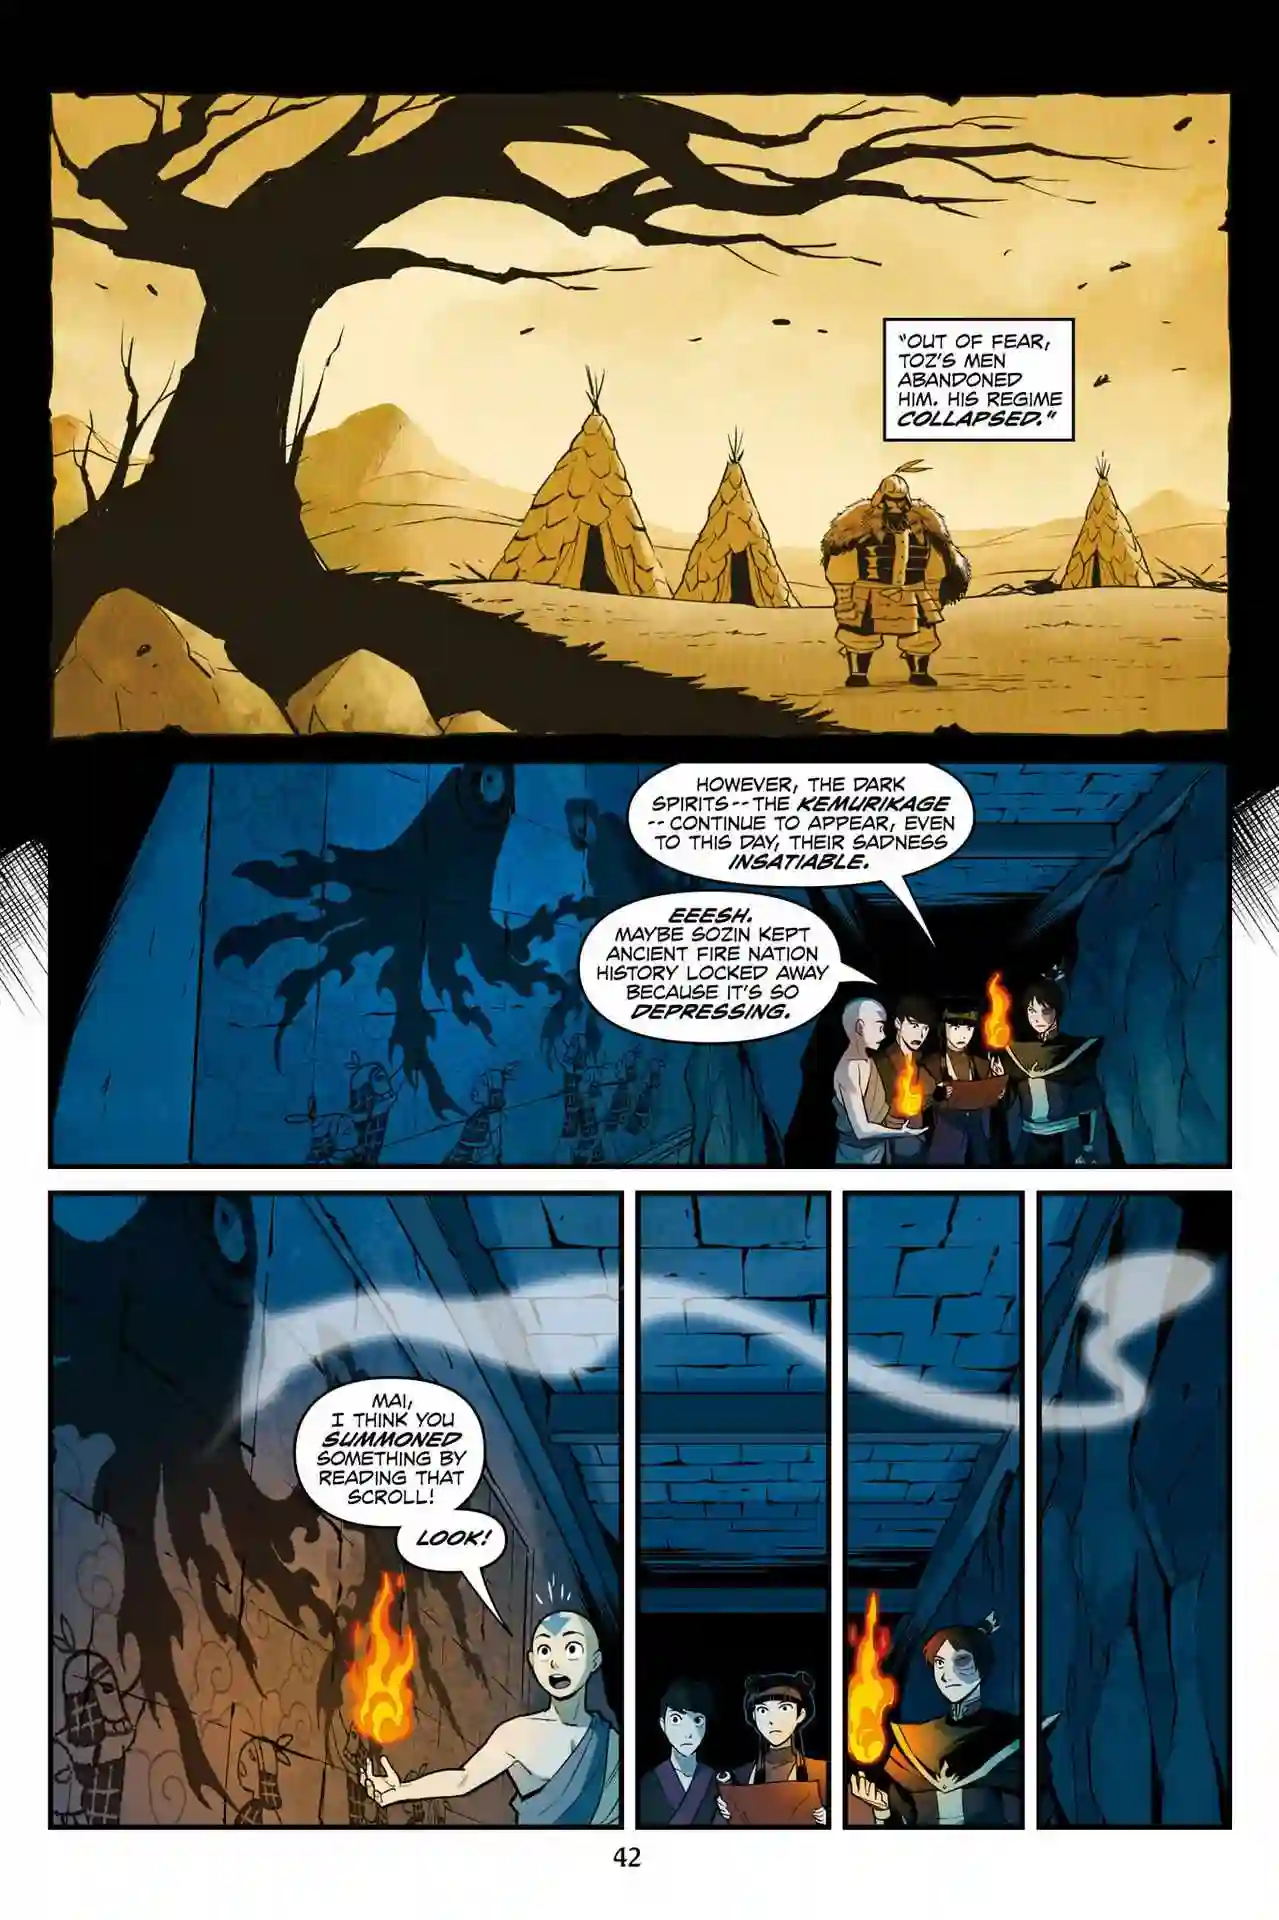 "OUT OF FEAR,
TOZ'S MEN
ABANDONED
HIM. HIS REGIME
COLLAPSED."
HOWEVER, THE DARK
SPIRITS--THE KEMURIKAGE
--CONTINUE TO APPEAR, EVEN
TO THIS DAY, THEIR SADNESS
INSATIABLE.
EEESH.
MAYBE SOZIN KEPT
ANCIENT FIRE NATION
HISTORY LOCKED AWAY
BECAUSE IT'S SO
DEPRESSING.
MAI,
I THINK YOU
SUMMONED
SOMETHING BY
READING THAT
SCROLL!
LOOK!
42